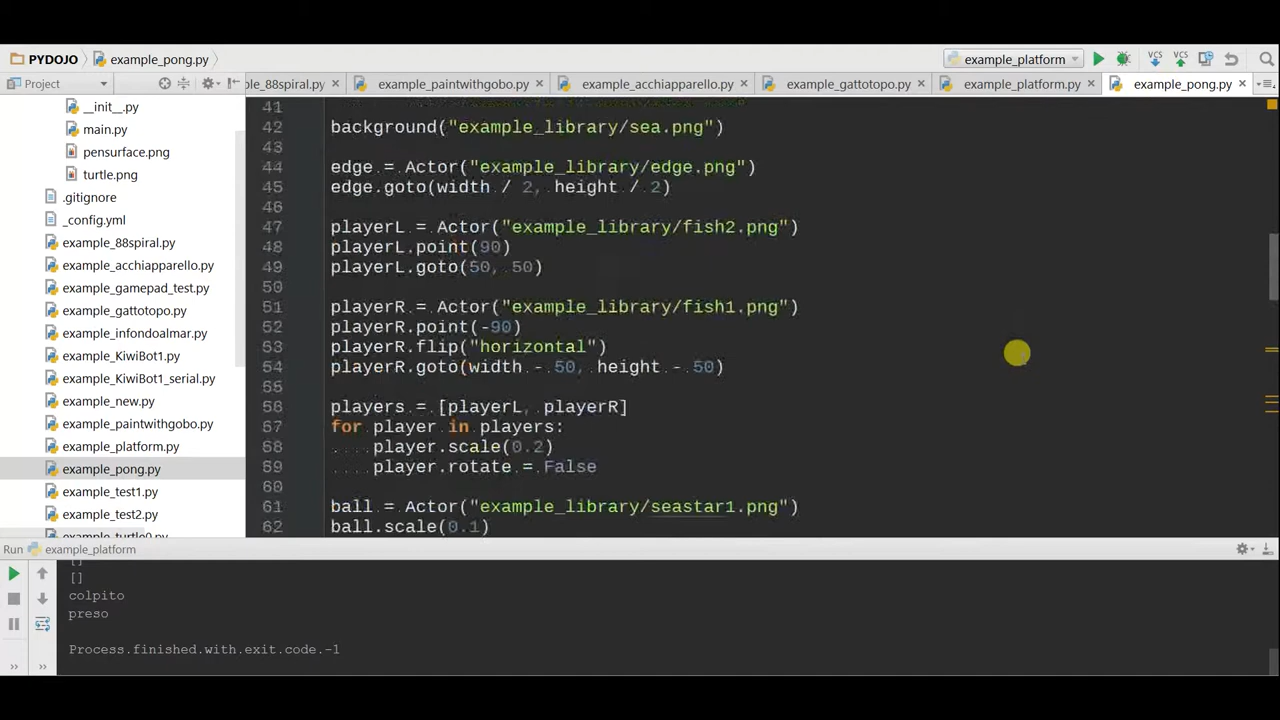 PYDOJO example_pong.py
example_platform
VCS VCS
Project
le_88spiral.py example_paintwithgobo.py example_acchiapparello.py example_gattotopo.py example_platform.py example_pong.py
__init__.py
main.py
pensurface.png
turtle.png
.gitignore
_config.yml
example_88spiral.py
example_acchiapparello.py
example_gamepad_test.py
example_gattotopo.py
example_infondoalmar.py
example_KiwiBot1.py
example_KiwiBot1_serial.py
example_new.py
example_paintwithgobo.py
example_platform.py
example_pong.py
example_test1.py
example_test2.py
example_turtle0.py
41
42 background("example_library/sea.png")
43
44 edge = Actor("example_library/edge.png")
45 edge.goto(width / 2, height / 2)
46
47 playerL = Actor("example_library/fish2.png")
48 playerL.point(90)
49 playerL.goto(50, 50)
50
51 playerR = Actor("example_library/fish1.png")
52 playerR.point(-90)
53 playerR.flip("horizontal")
54 playerR.goto(width - 50, height - 50)
55
56 players = [playerL, playerR]
57 for player in players:
58 player.scale(0.2)
59 player.rotate = False
60
61 ball = Actor("example_library/seastar1.png")
62 ball.scale(0.1)
Run example_platform
[]
[]
colpito
preso
Process.finished.with.exit.code.-1